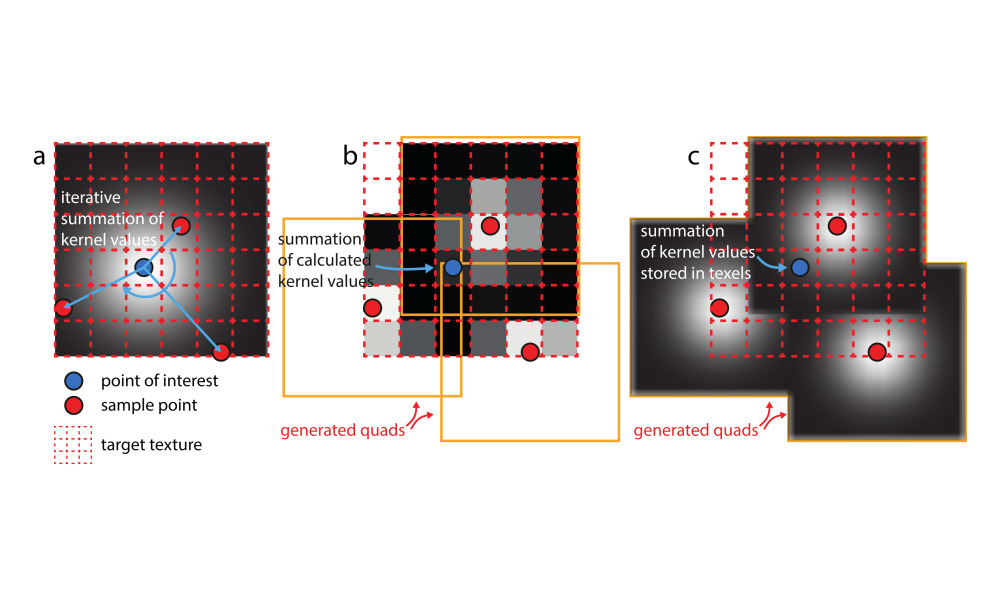 a
iterative
summation of
kernel values
point of interest
sample point
target texture
b
summation
of calculated
kernel values
generated quads
c
summation
of kernel values
stored in texels
generated quads